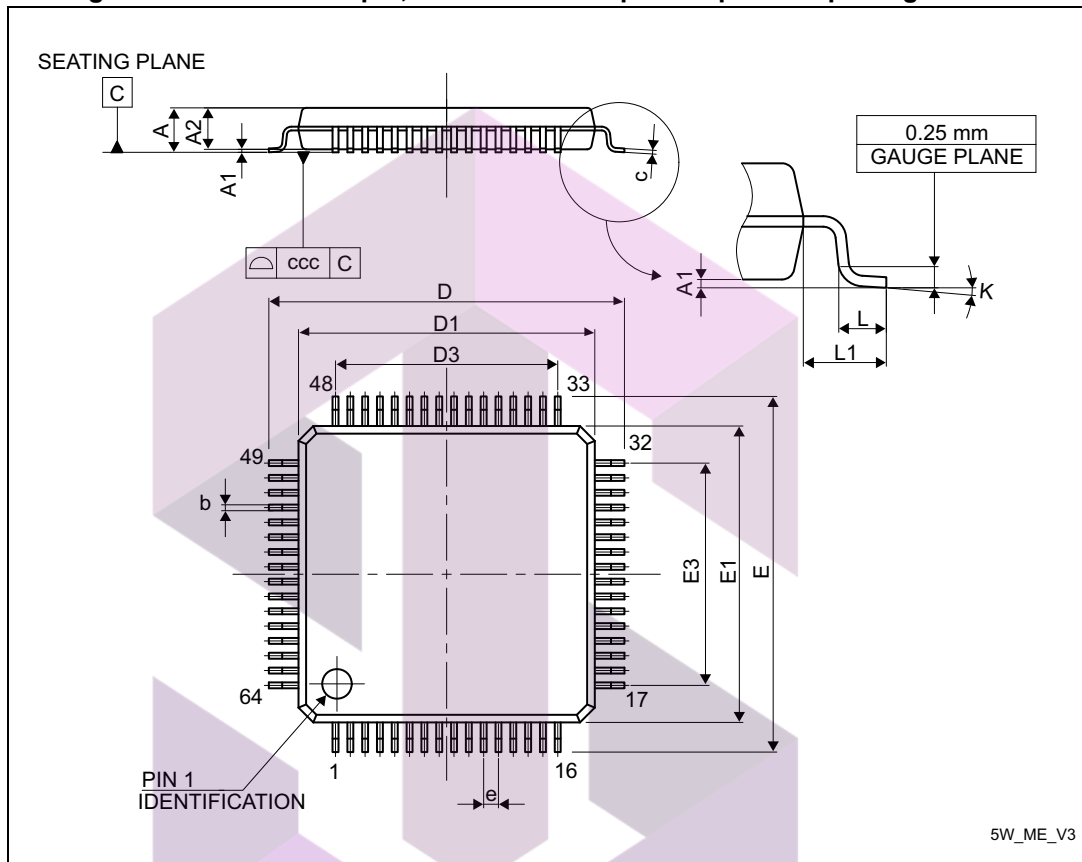 SEATING PLANE
C
A
A2
A1
c
0.25 mm
GAUGE PLANE
ccc C
A1
K
L
L1
D
D1
D3
48
33
49
32
b
E3
E1
E
64
17
PIN 1
IDENTIFICATION
1
16
e
5W_ME_V3